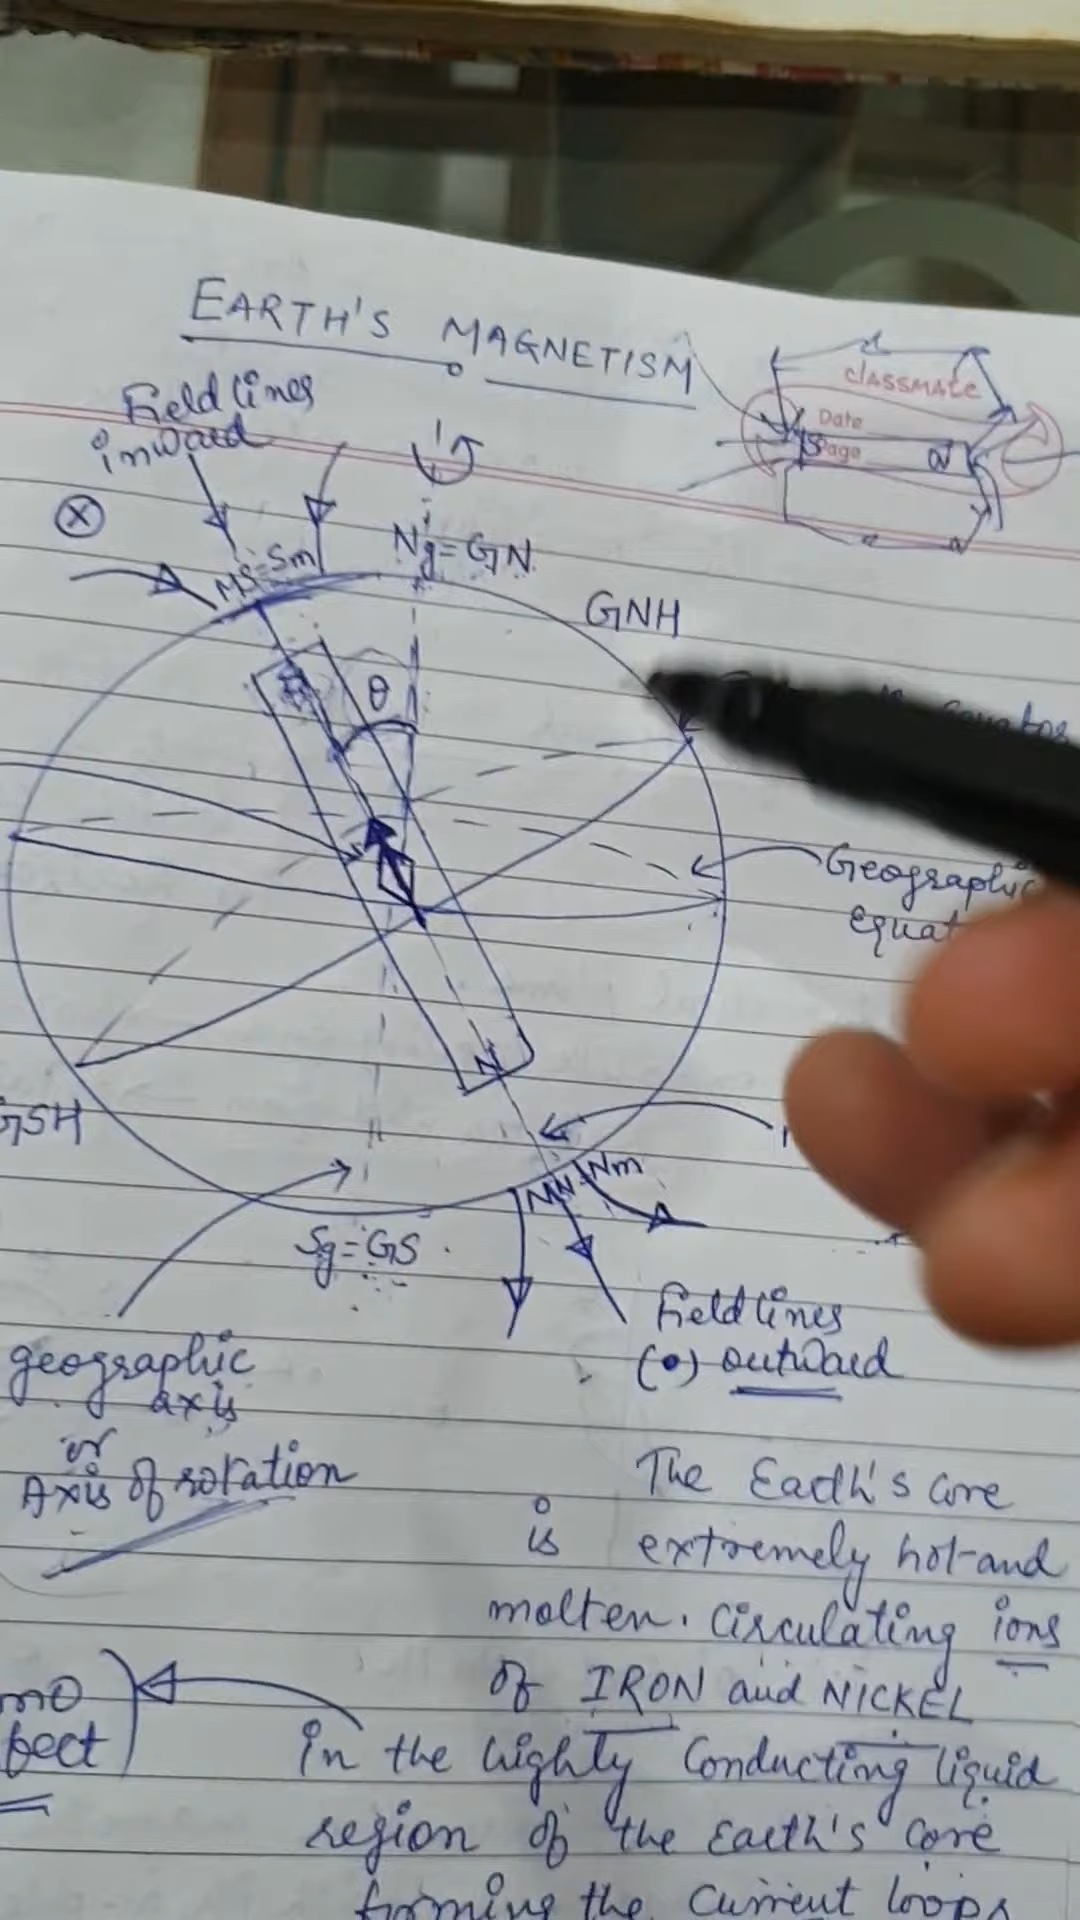 EARTH'S MAGNETISM
classmate
Date
Page
Field lines
inward
Ng=GN
MS=Sm
GNH
θ
Geographic
N
GSH
MN
Nm
Sg=GS
Field lines
(•) outward
geographic
axis
or
Axis of rotation
The Earth's core
is extremely hot and
molten. Circulating ions
of IRON and NICKEL
in the highly Conducting liquid
region of the Earth's core
forming the current loops